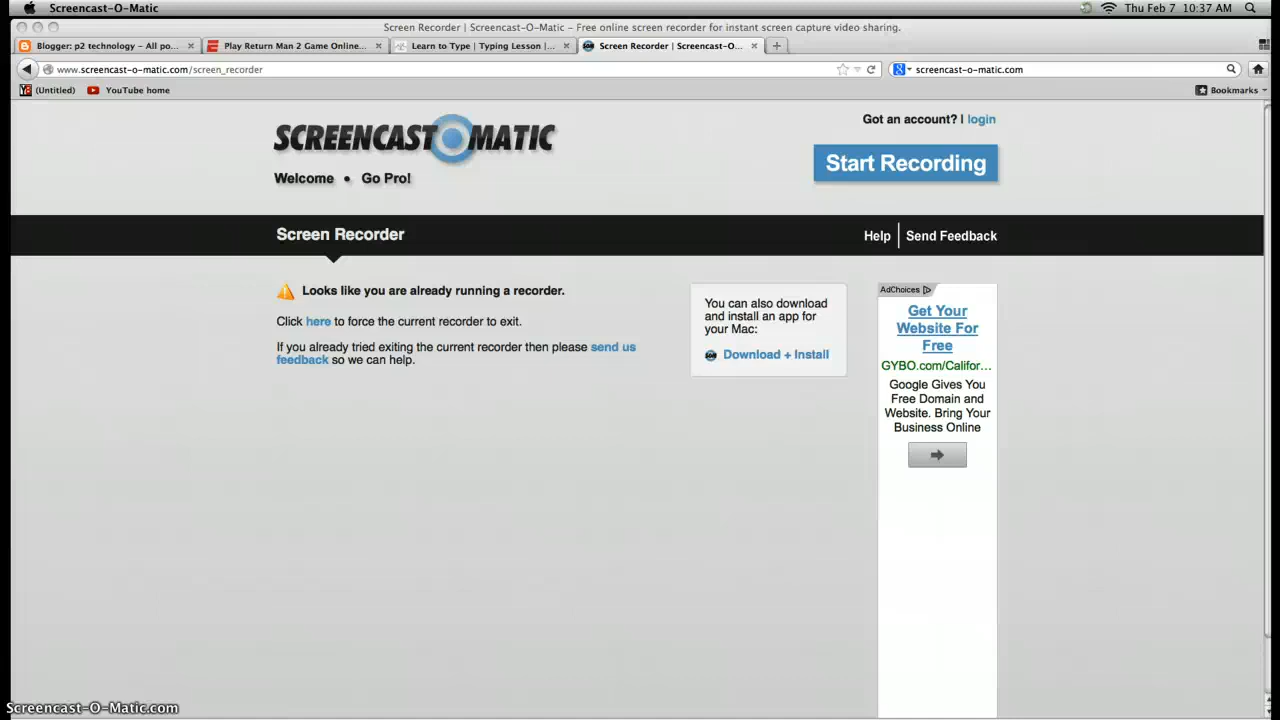 Screencast-O-Matic
Thu Feb 7 10:37 AM
Screen Recorder | Screencast-O-Matic – Free online screen recorder for instant screen capture video sharing.
Blogger: p2 technology – All po...
Play Return Man 2 Game Online...
Learn to Type | Typing Lesson |...
Screen Recorder | Screencast-O...
www.screencast-o-matic.com/screen_recorder
screencast-o-matic.com
(Untitled)
YouTube home
Bookmarks
SCREENCAST O MATIC
Got an account? | login
Start Recording
Welcome • Go Pro!
Screen Recorder
Help
Send Feedback
Looks like you are already running a recorder.
Click here to force the current recorder to exit.
If you already tried exiting the current recorder then please send us
feedback so we can help.
You can also download
and install an app for
your Mac:
Download + Install
AdChoices
Get Your
Website For
Free
GYBO.com/Califor...
Google Gives You
Free Domain and
Website. Bring Your
Business Online
Screencast-O-Matic.com